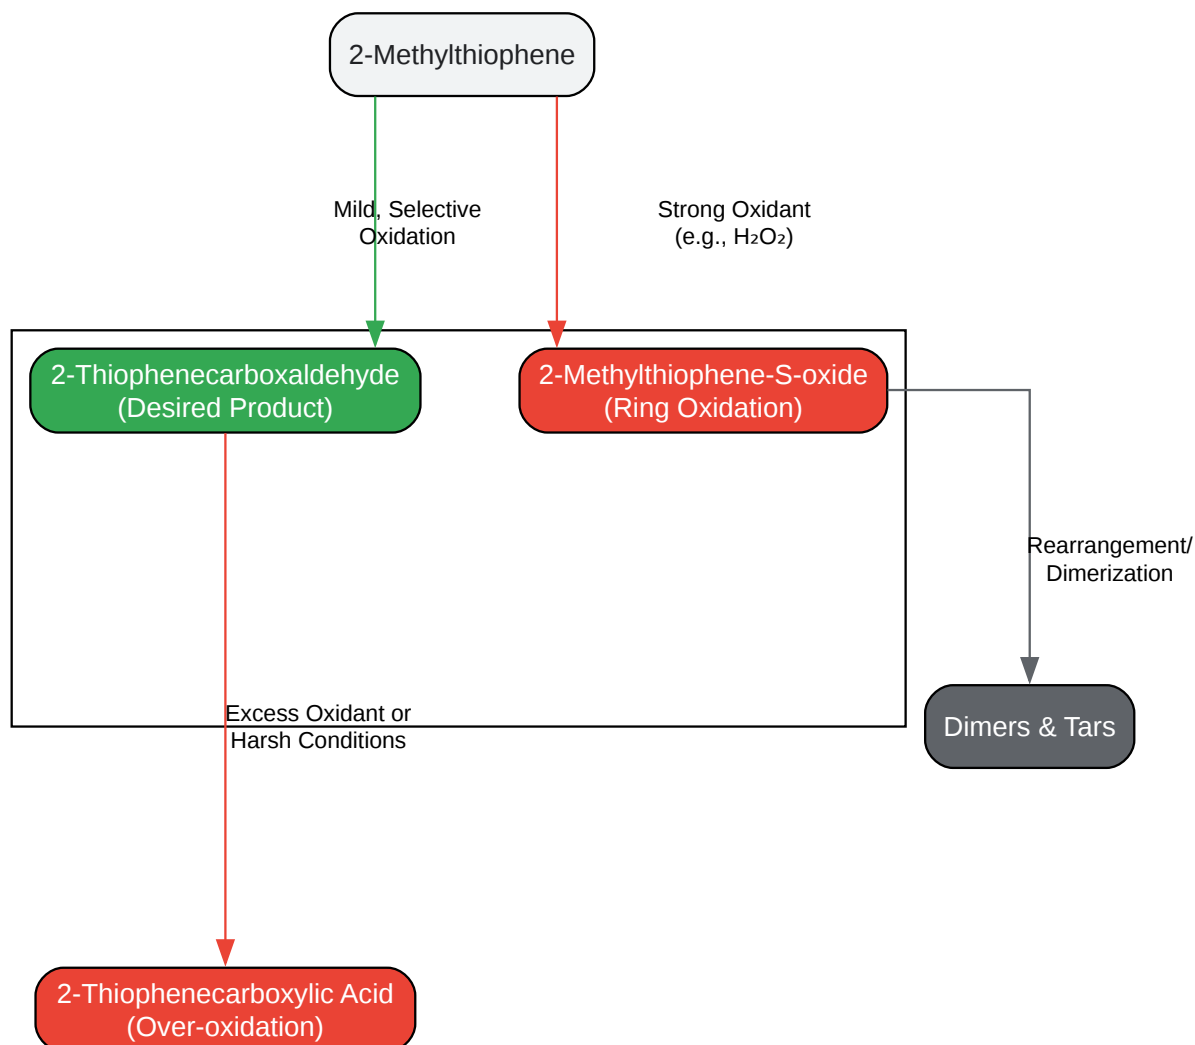 2-Methylthiophene
Mild, Selective
Oxidation
Strong Oxidant
(e.g., H₂O₂)
2-Thiophenecarboxaldehyde
(Desired Product)
2-Methylthiophene-S-oxide
(Ring Oxidation)
Rearrangement/
Dimerization
Excess Oxidant or
Harsh Conditions
Dimers & Tars
2-Thiophenecarboxylic Acid
(Over-oxidation)